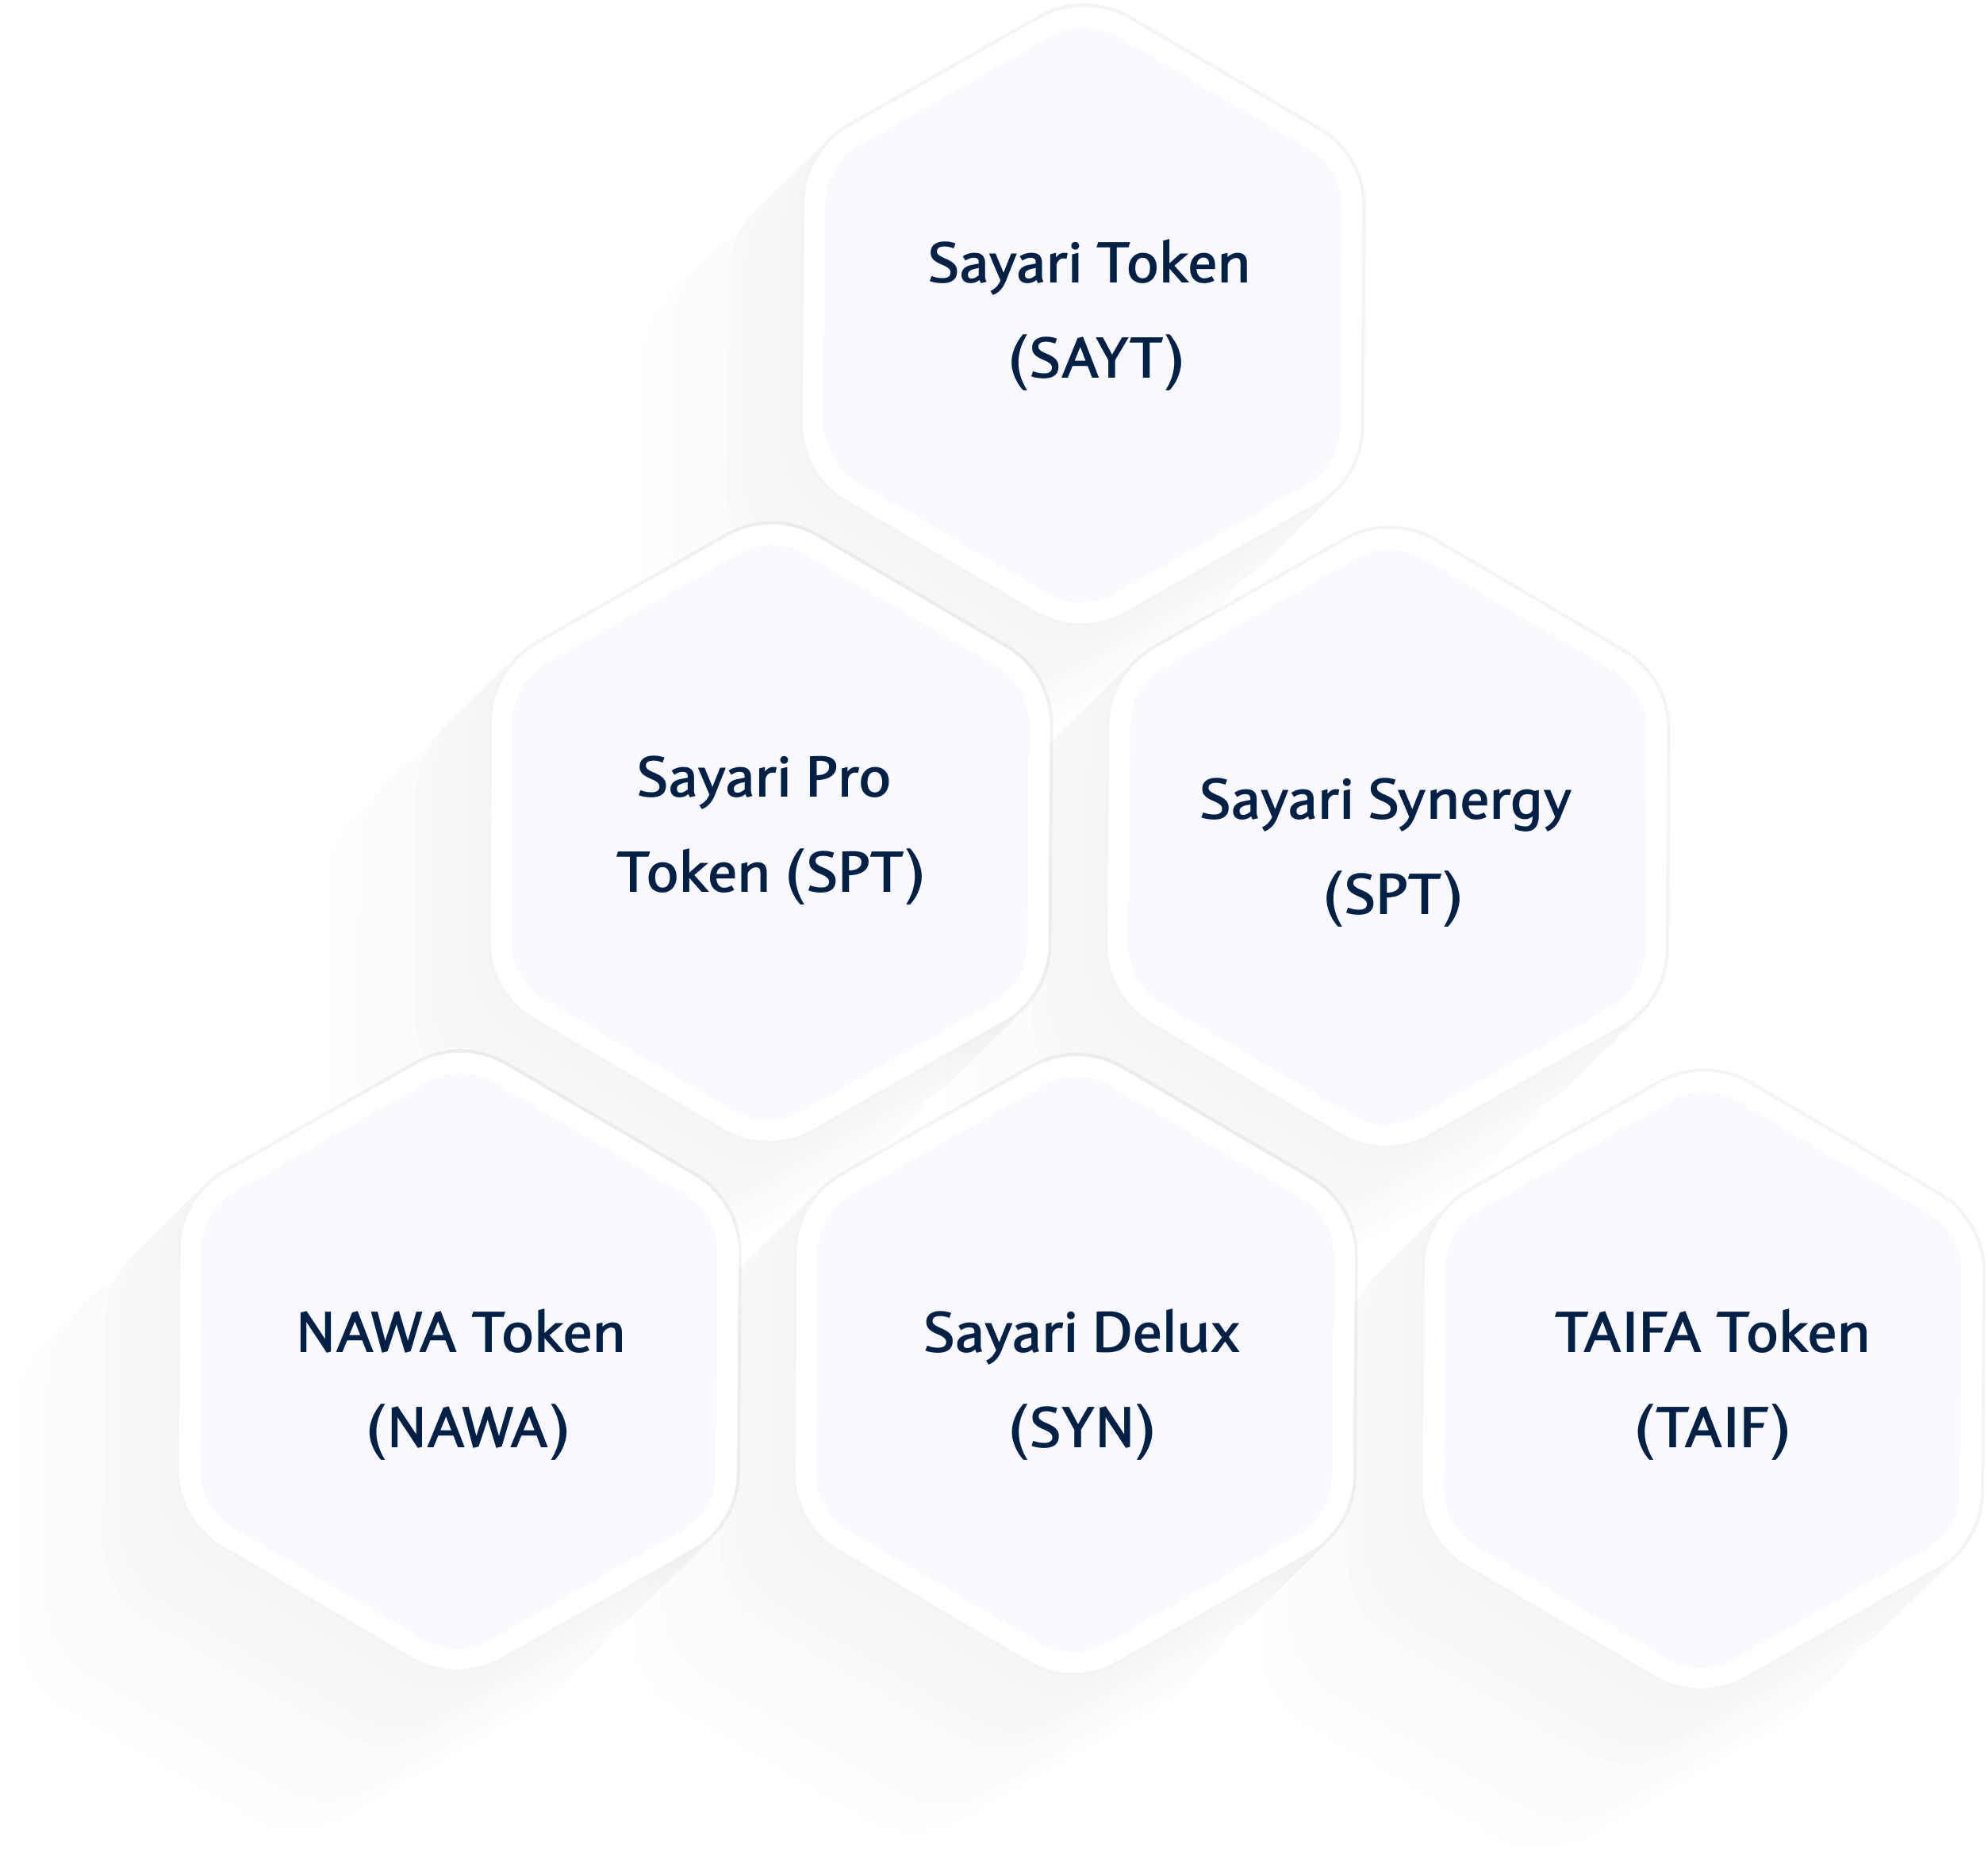 Sayari Token
(SAYT)
Sayari Pro
Token (SPT)
Sayari Synergy
(SPT)
NAWA Token
(NAWA)
Sayari Delux
(SYN)
TAIFA Token
(TAIF)